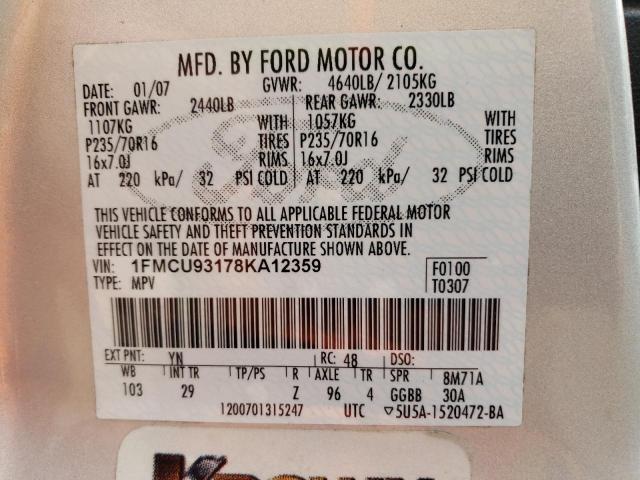 MFD. BY FORD MOTOR CO.
DATE: 01/07 GVWR: 4640LB/ 2105KG
FRONT GAWR: 2440LB REAR GAWR: 2330LB
1107KG WITH 1057KG WITH
P235/70R16 TIRES P235/70R16 TIRES
16x7.0J RIMS 16x7.0J RIMS
AT 220 kPa/ 32 PSI COLD AT 220 kPa/ 32 PSI COLD
THIS VEHICLE CONFORMS TO ALL APPLICABLE FEDERAL MOTOR
VEHICLE SAFETY AND THEFT PREVENTION STANDARDS IN
EFFECT ON THE DATE OF MANUFACTURE SHOWN ABOVE.
VIN: 1FMCU93178KA12359 F0100
TYPE: MPV T0307
EXT PNT: YN RC: 48 DSO:
WB INT TR TP/PS R AXLE TR SPR 8M71A
103 29 Z 96 4 GGBB 30A
1200701315247 UTC ▽5U5A-1520472-BA